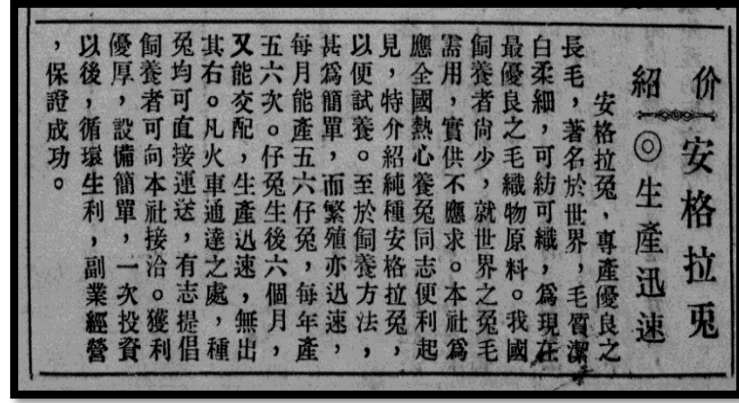 价紹
安格拉兎
◎生產迅速
安格拉兔，專產優良之
長毛，著名於世界，毛質潔
白柔細，可紡可織，爲現在
最優良之毛織物原料。我國
飼養者尙少，就世界之兔毛
需用，實供不應求。本社爲
應全國熱心養兔同志便利起
見，特介紹純種安格拉兔，
以便試養。至於飼養方法，
甚爲簡單，而繁殖亦迅速，
每月能產五六仔兔，每年產
五六次。仔兔生後六個月，
又能交配，生產迅速，無出
其右。凡火車通達之處，種
兔均可直接運送，有志提倡
飼養者可向本社接洽。獲利
優厚，設備簡單，一次投資
以後，循環生利，副業經營
，保證成功。